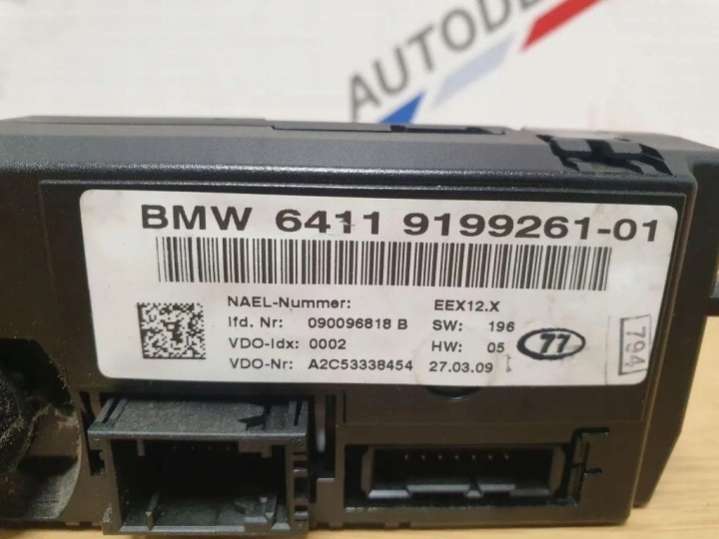 AUTODE
BMW 6411 9199261-01
NAEL-Nummer: EEX12.X
lfd. Nr: 090096818 B SW: 196
VDO-Idx: 0002 HW: 05
VDO-Nr: A2C53338454 27.03.09
77
794